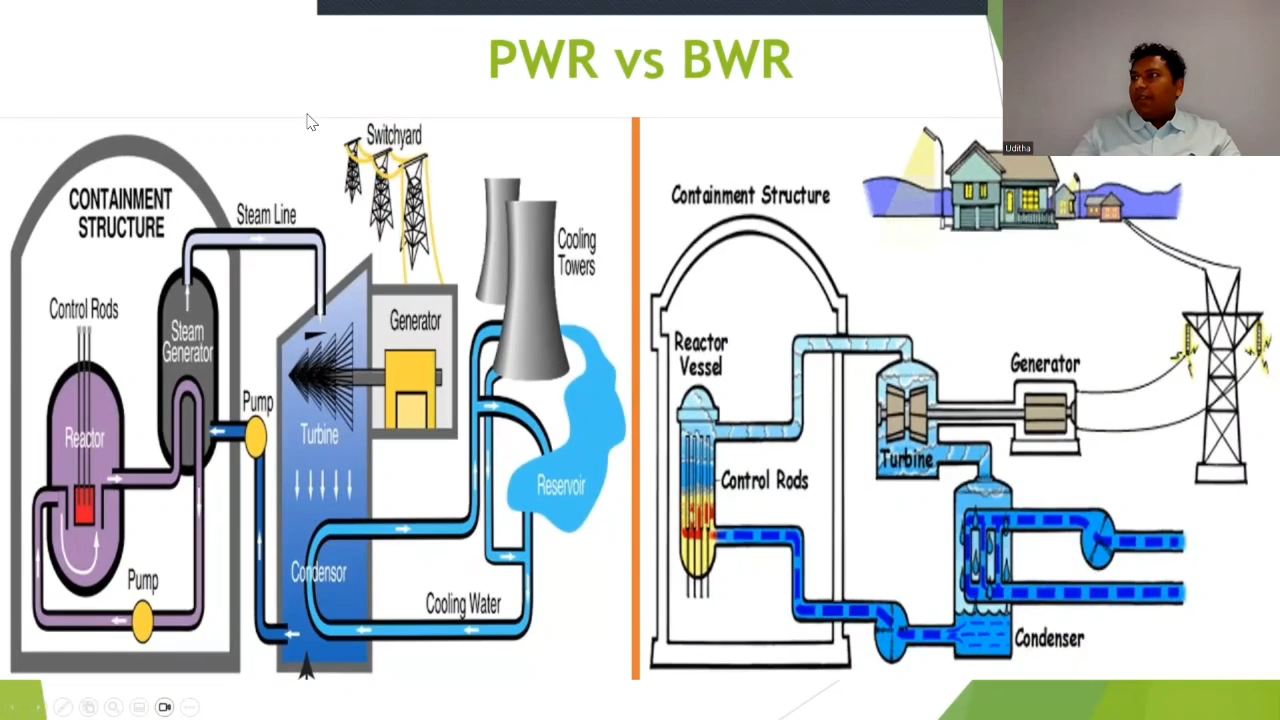 PWR vs BWR
Uditha
Switchyard
CONTAINMENT
STRUCTURE
Steam Line
Cooling
Towers
Control Rods
Steam
Generator
Generator
Pump
Reactor
Turbine
Reservoir
Condensor
Pump
Cooling Water
Containment Structure
Reactor
Vessel
Generator
Turbine
Control Rods
Condenser